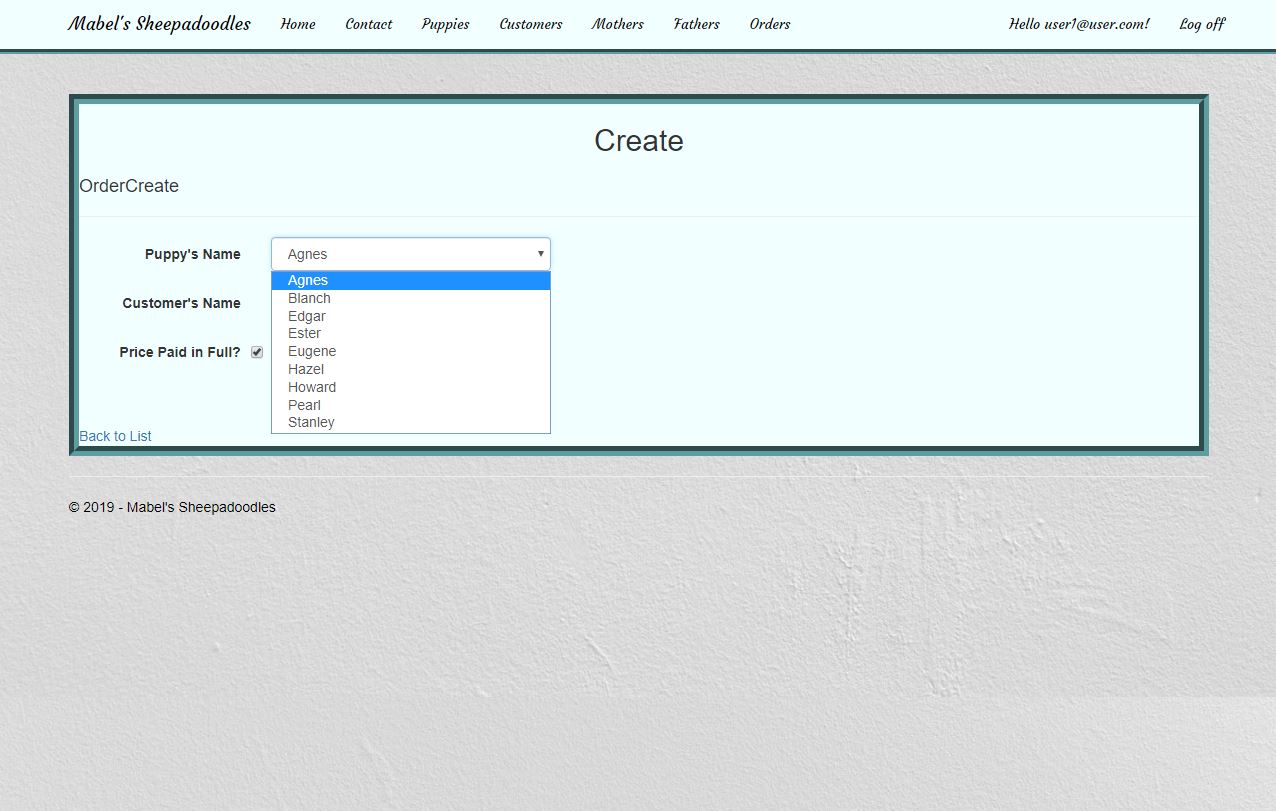 Mabel's Sheepadoodles Home Contact Puppies Customers Mothers Fathers Orders Hello user1@user.com! Log off
Create
OrderCreate
Puppy's Name Agnes
Agnes
Blanch
Customer's Name
Edgar
Ester
Price Paid in Full?
Eugene
Hazel
Howard
Pearl
Stanley
Back to List
© 2019 - Mabel's Sheepadoodles